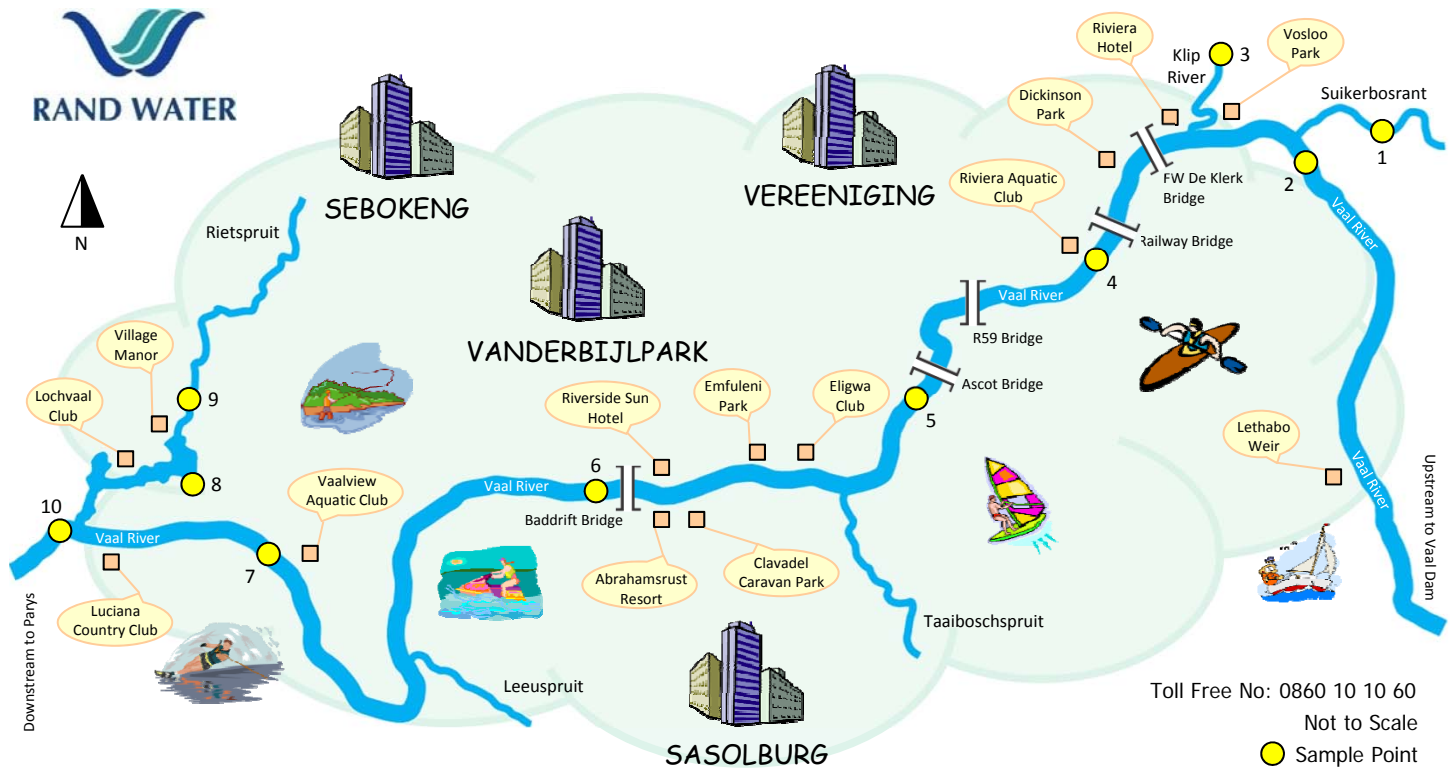 RAND WATER
N
SEBOKENG
VEREENIGING
VANDERBIJLPARK
SASOLBURG
Riviera
Hotel
Klip
River
3
Vosloo
Park
Suikerbosrant
1
2
Dickinson
Park
FW De Klerk
Bridge
Riviera Aquatic
Club
Railway Bridge
4
Vaal River
Vaal River
R59 Bridge
Ascot Bridge
5
Rietspruit
Village
Manor
Lochvaal
Club
9
8
10
Vaal River
Vaalview
Aquatic Club
7
Luciana
Country Club
Riverside Sun
Hotel
Emfuleni
Park
Eligwa
Club
6
Vaal River
Baddrift Bridge
Abrahamsrust
Resort
Clavadel
Caravan Park
Taaiboschspruit
Leeuspruit
Lethabo
Weir
Vaal River
Upstream to Vaal Dam
Downstream to Parys
Toll Free No: 0860 10 10 60
Not to Scale
Sample Point